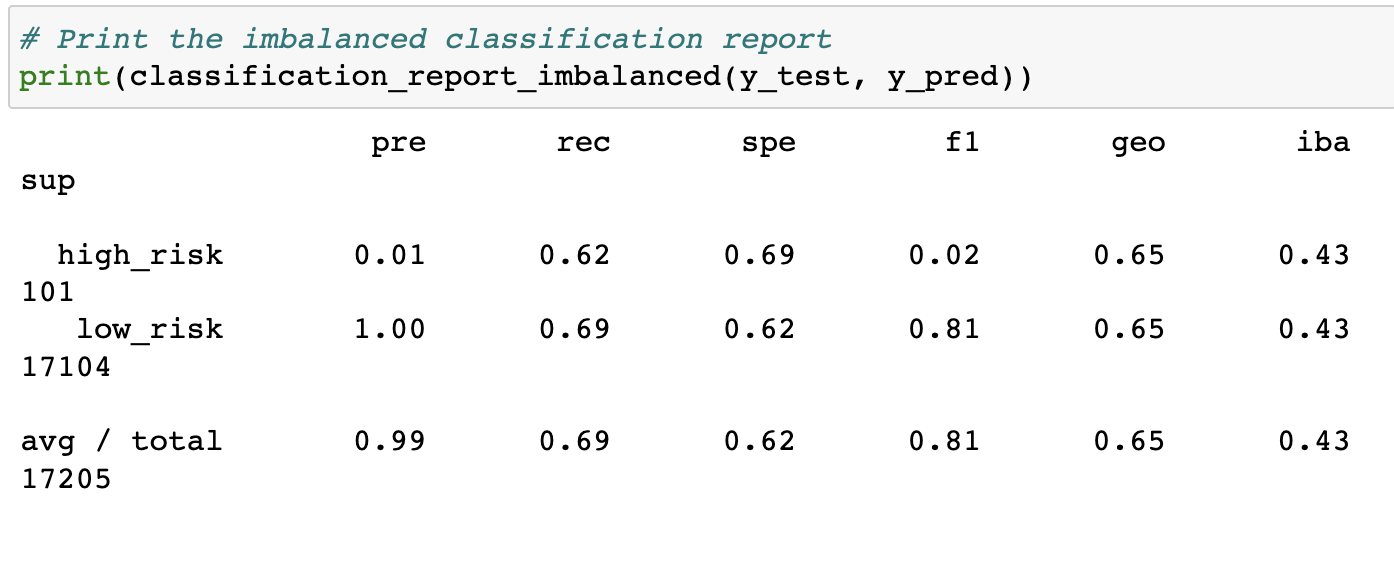 # Print the imbalanced classification report
print(classification_report_imbalanced(y_test, y_pred))
pre rec spe f1 geo iba
sup
high_risk 0.01 0.62 0.69 0.02 0.65 0.43
101
low_risk 1.00 0.69 0.62 0.81 0.65 0.43
17104
avg / total 0.99 0.69 0.62 0.81 0.65 0.43
17205